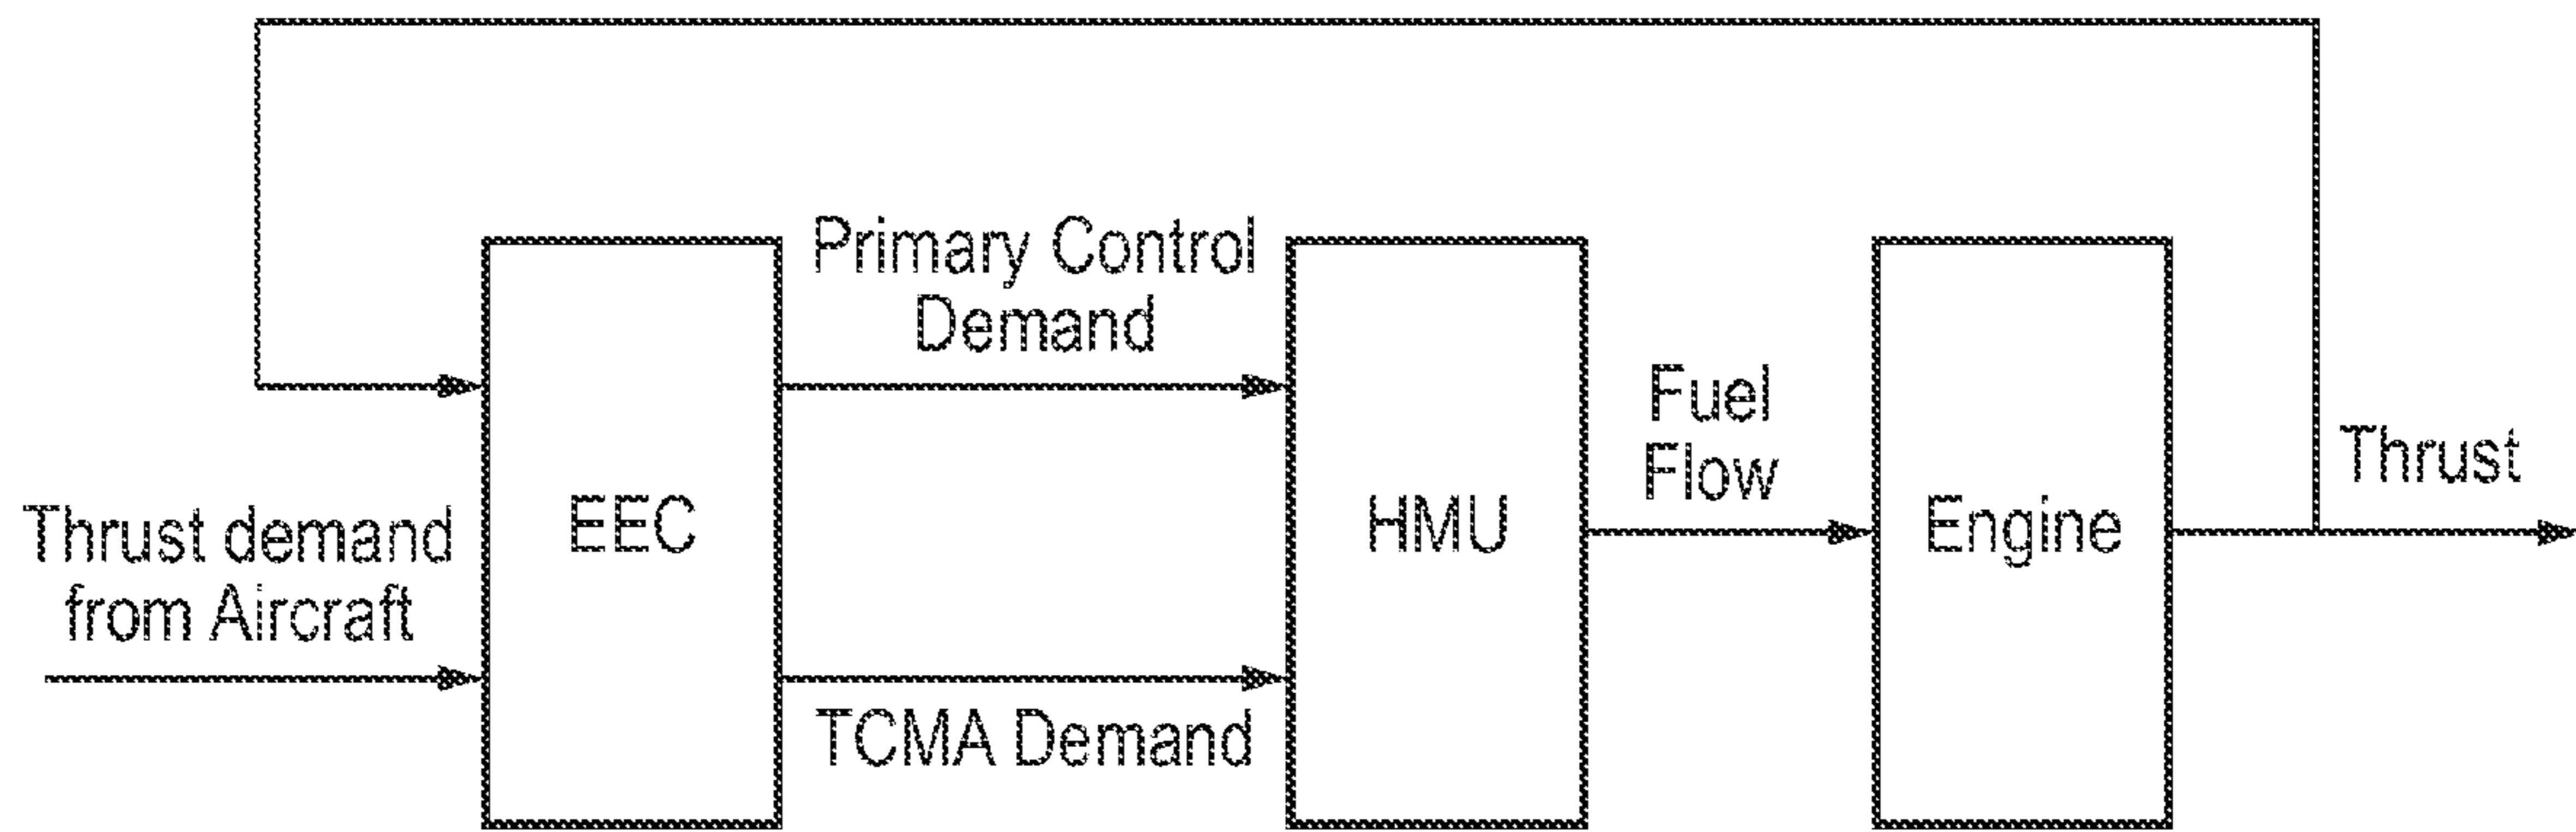 Primary Control
Demand
Fuel
Flow
Thrust
Thrust demand
from Aircraft
EEC
HMU
Engine
TCMA Demand